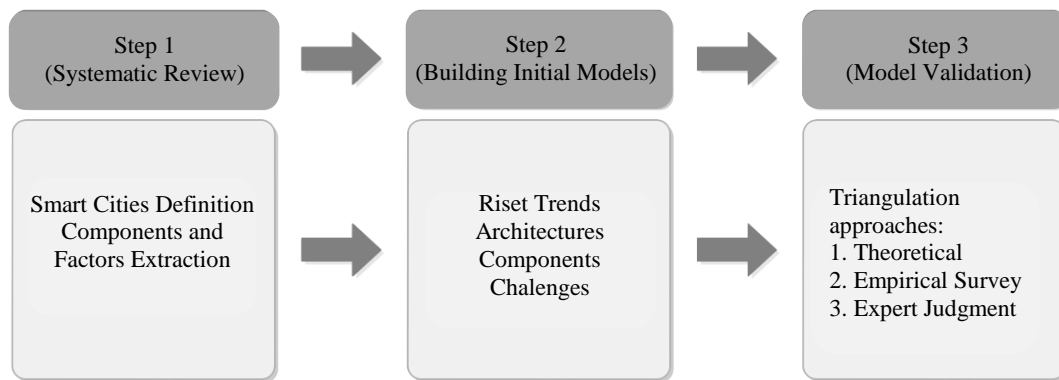 Step 1
(Systematic Review)
Step 2
(Building Initial Models)
Step 3
(Model Validation)
Smart Cities Definition
Components and
Factors Extraction
Riset Trends
Architectures
Components
Chalenges
Triangulation
approaches:
1. Theoretical
2. Empirical Survey
3. Expert Judgment